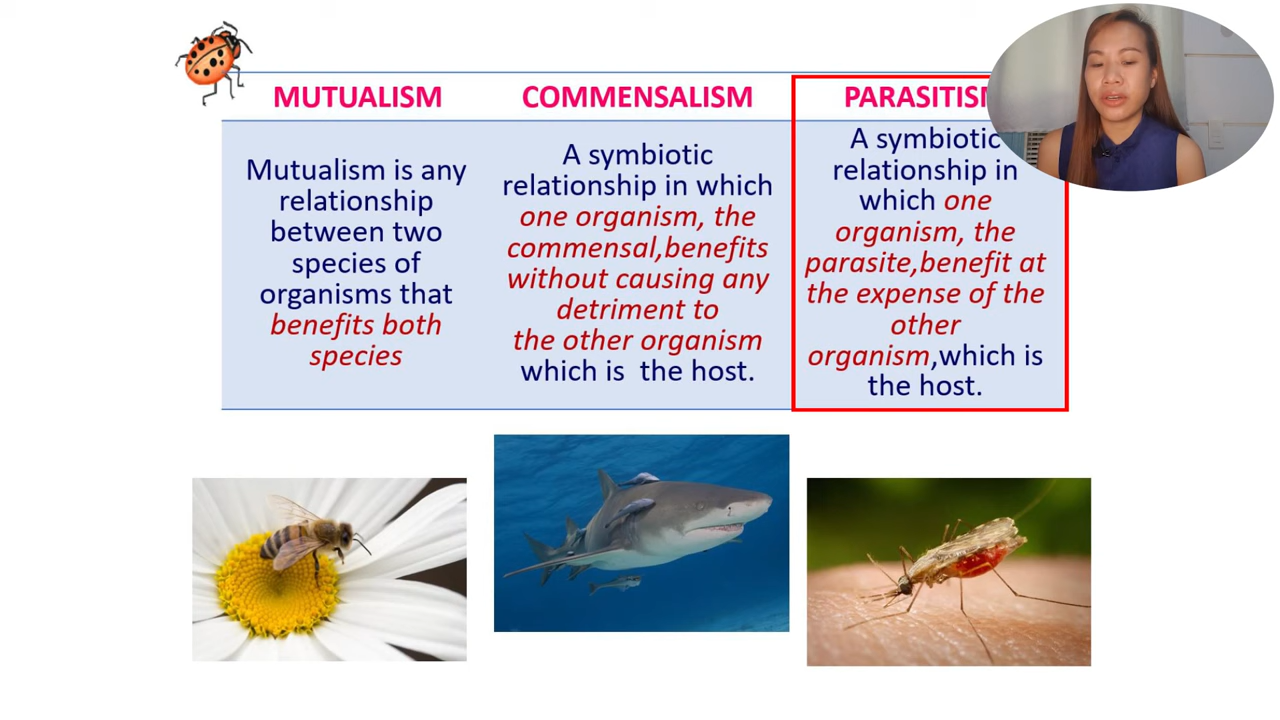 MUTUALISM
COMMENSALISM
Mutualism is any
relationship
between two
species of
organisms that
benefits both
species
A symbiotic
relationship in which
one organism, the
commensal,benefits
without causing any
detriment to
the other organism
which is the host.
A symbiotic
relationship in
which one
organism, the
parasite,benefit at
the expense of the
other
organism,which is
the host.